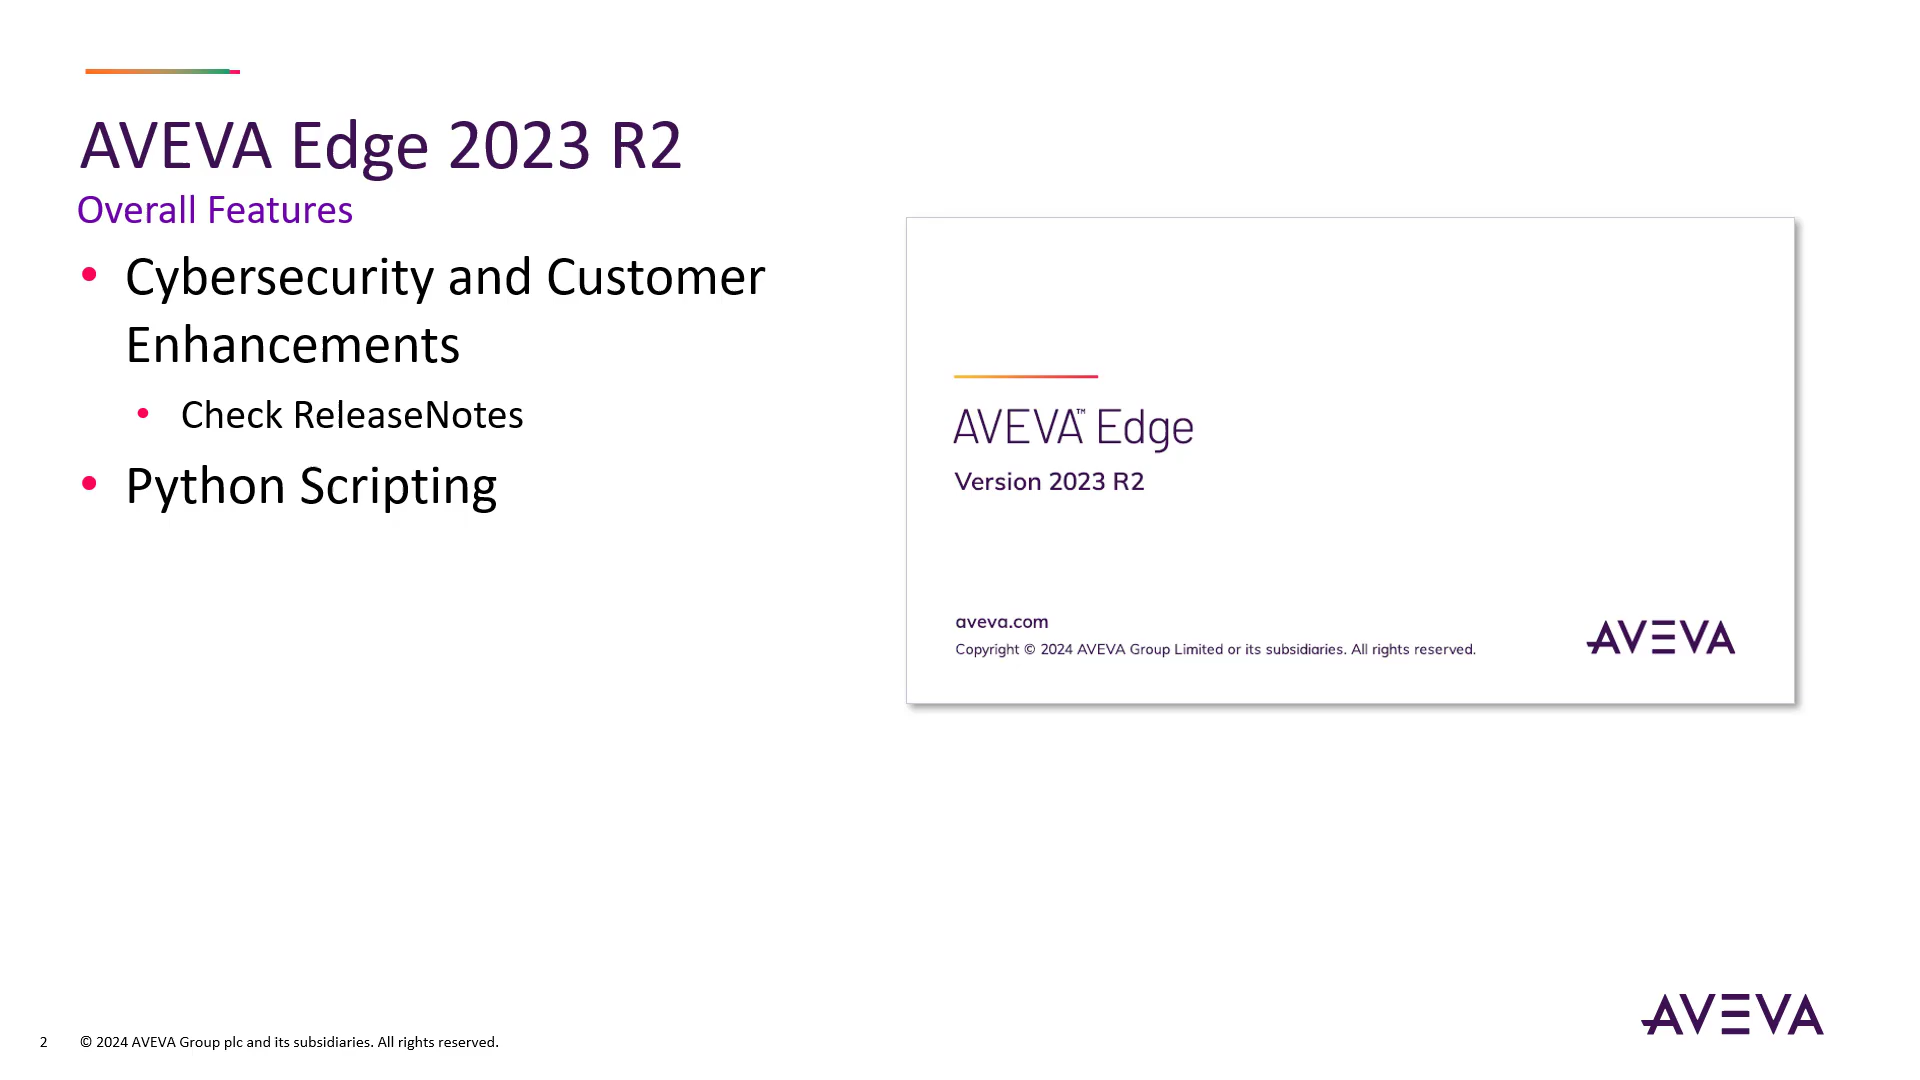 AVEVA Edge 2023 R2
Overall Features
• Cybersecurity and Customer
Enhancements
• Check ReleaseNotes
• Python Scripting
AVEVA™ Edge
Version 2023 R2
aveva.com
Copyright © 2024 AVEVA Group Limited or its subsidiaries. All rights reserved.
AVEVA
2 © 2024 AVEVA Group plc and its subsidiaries. All rights reserved.
AVEVA